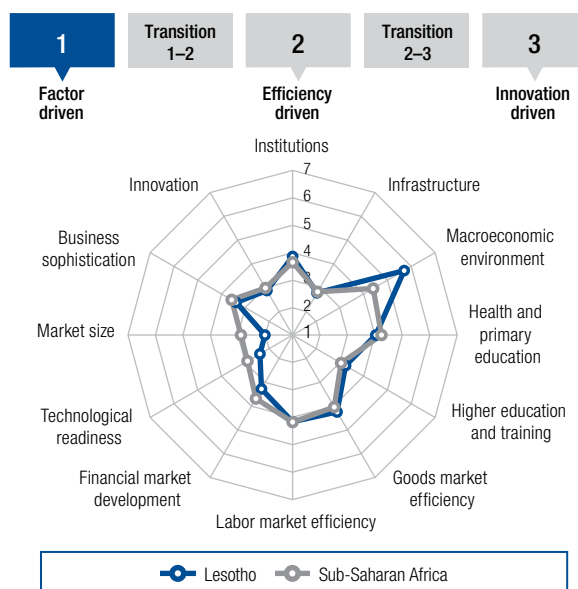 1
Transition
1–2
2
Transition
2–3
3
Factor
driven
Efficiency
driven
Innovation
driven
Institutions
7
6
5
4
3
2
1
Innovation
Infrastructure
Business
sophistication
Macroeconomic
environment
Market size
Health and
primary
education
Technological
readiness
Higher education
and training
Financial market
development
Goods market
efficiency
Labor market efficiency
Lesotho
Sub-Saharan Africa